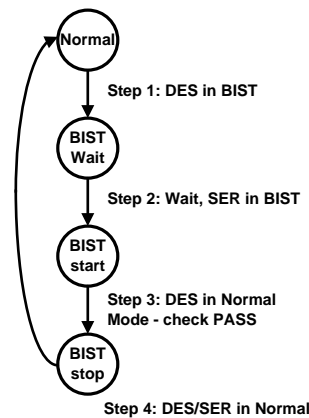 Normal
Step 1: DES in BIST
BIST
Wait
Step 2: Wait, SER in BIST
BIST
start
Step 3: DES in Normal
Mode - check PASS
BIST
stop
Step 4: DES/SER in Normal